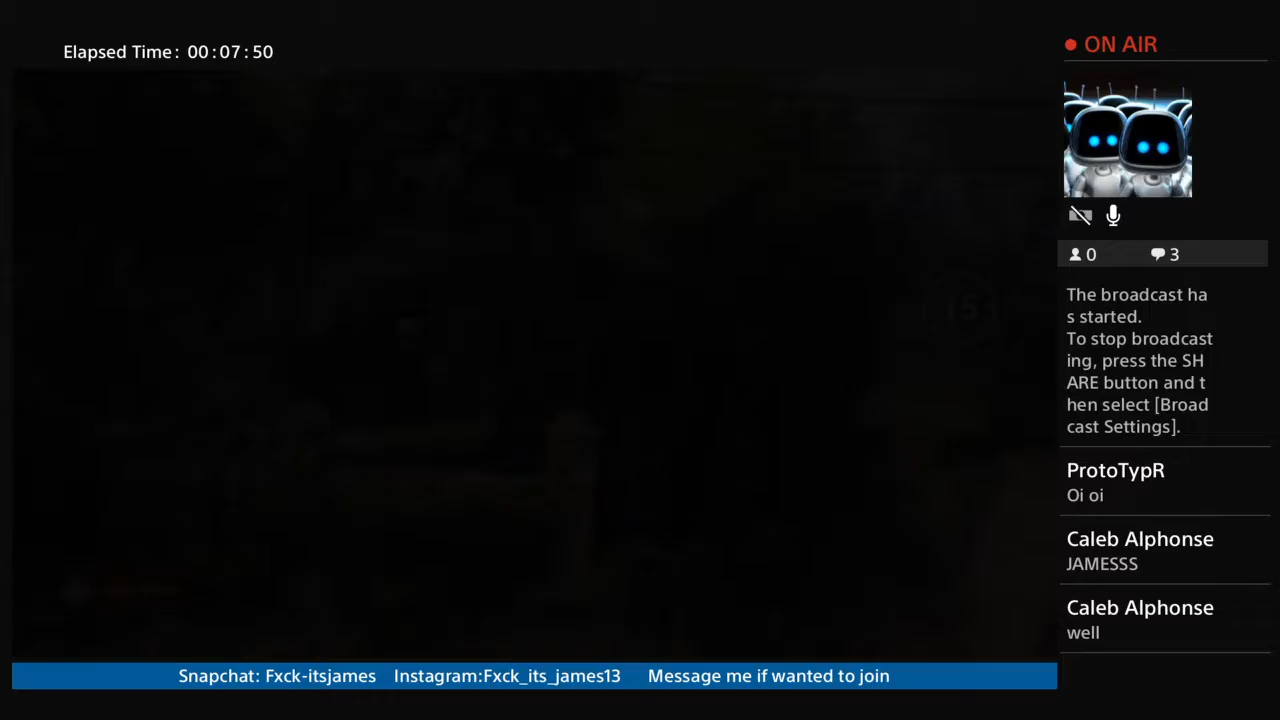 Elapsed Time: 00:07:50
ON AIR
0 3
The broadcast ha
s started.
To stop broadcast
ing, press the SH
ARE button and t
hen select [Broad
cast Settings].
ProtoTypR
Oi oi
Caleb Alphonse
JAMESSS
Caleb Alphonse
well
Snapchat: Fxck-itsjames Instagram:Fxck_its_james13 Message me if wanted to join